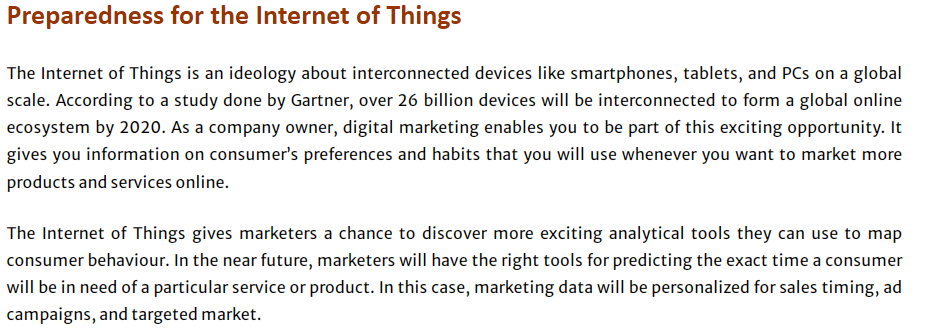 Preparedness for the Internet of Things
The Internet of Things is an ideology about interconnected devices like smartphones, tablets, and PCs on a global
scale. According to a study done by Gartner, over 26 billion devices will be interconnected to form a global online
ecosystem by 2020. As a company owner, digital marketing enables you to be part of this exciting opportunity. It
gives you information on consumer’s preferences and habits that you will use whenever you want to market more
products and services online.
The Internet of Things gives marketers a chance to discover more exciting analytical tools they can use to map
consumer behaviour. In the near future, marketers will have the right tools for predicting the exact time a consumer
will be in need of a particular service or product. In this case, marketing data will be personalized for sales timing, ad
campaigns, and targeted market.